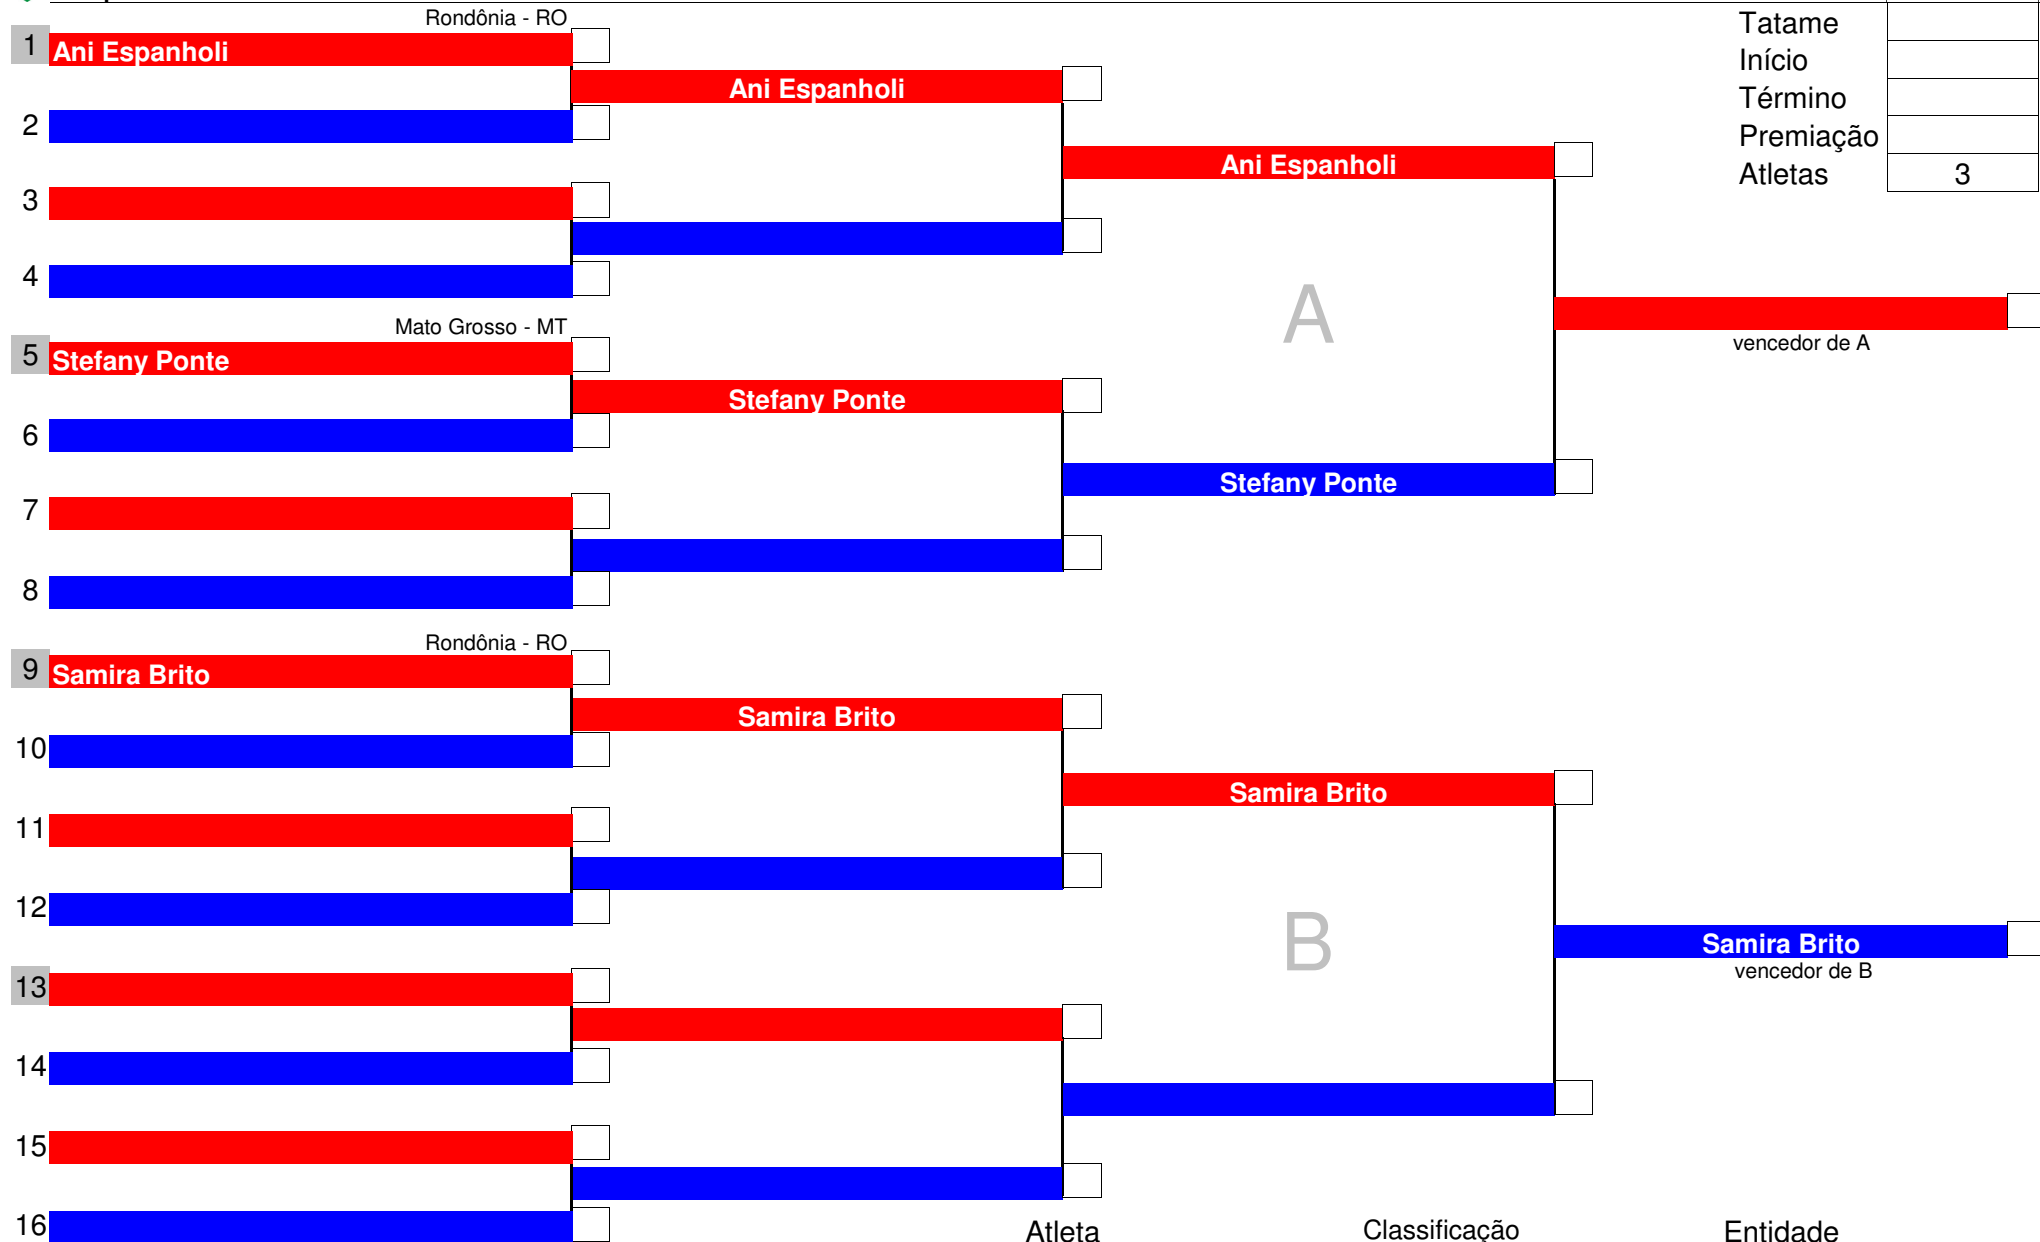 Rondônia - RO
Tatame
1 Ani Espanholi
Início
Ani Espanholi
Término
2
Premiação
Ani Espanholi
Atletas 3
3
4
A
Mato Grosso - MT
vencedor de A
5 Stefany Ponte
Stefany Ponte
6
Stefany Ponte
7
8
Rondônia - RO
9 Samira Brito
Samira Brito
10
Samira Brito
11
12
B
Samira Brito
vencedor de B
13
14
15
16
Atleta Classificação Entidade